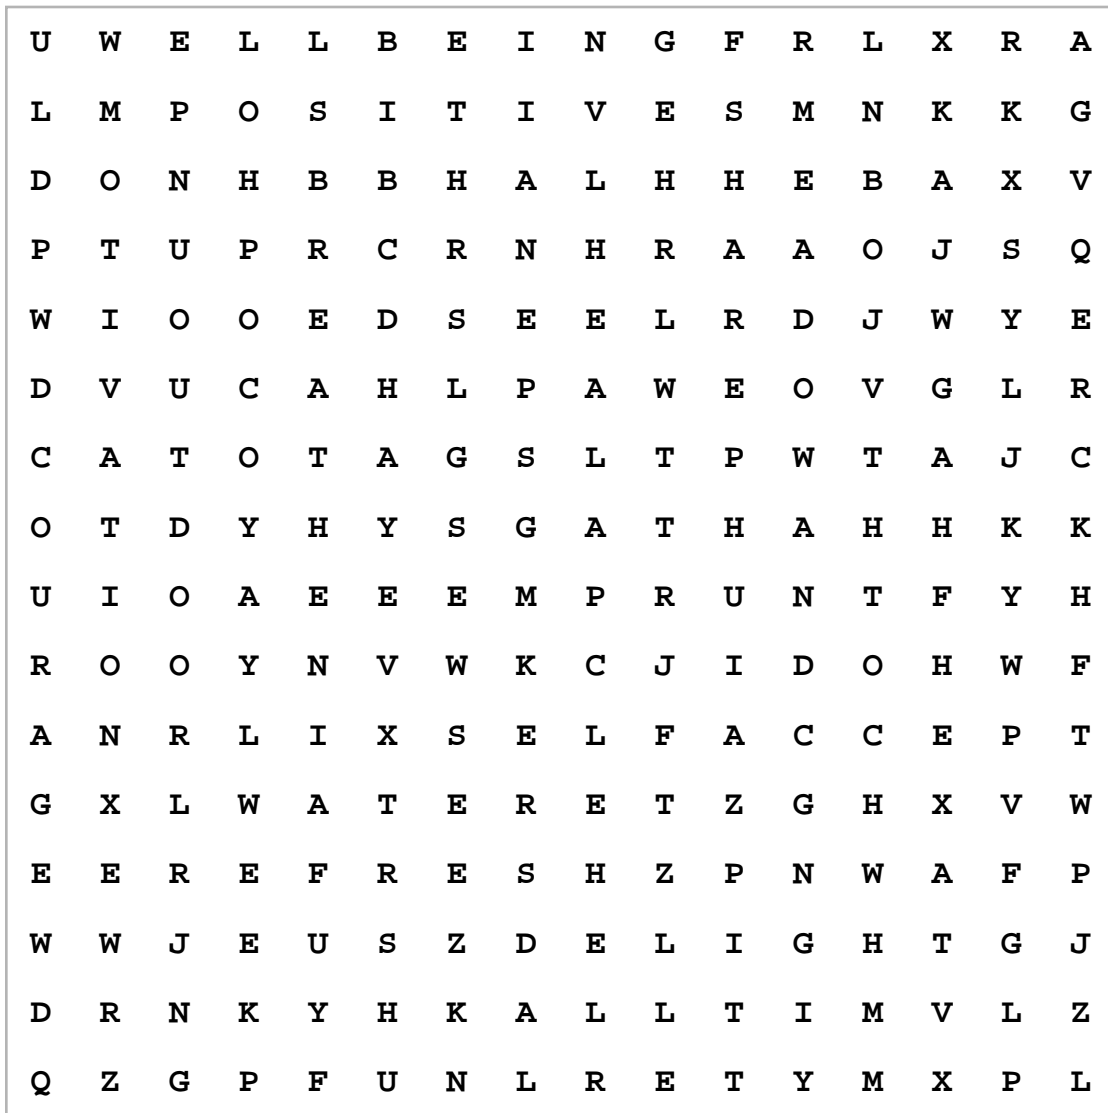 U W E L L B E I N G F R L X R A
L M P O S I T I V E S M N K K G
D O N H B B H A L H H E B A X V
P T U P R C R N H R A A O J S Q
W I O O E D S E E L R D J W Y E
D V U C A H L P A W E O V G L R
C A T O T A G S L T P W T A J C
O T D Y H Y S G A T H A H H K K
U I O A E E E M P R U N T F Y H
R O O Y N V W K C J I D O H W F
A N R L I X S E L F A C C E P T
G X L W A T E R E T Z G H X V W
E E R E F R E S H Z P N W A F P
W W J E U S Z D E L I G H T G J
D R N K Y H K A L L T I M V L Z
Q Z G P F U N L R E T Y M X P L